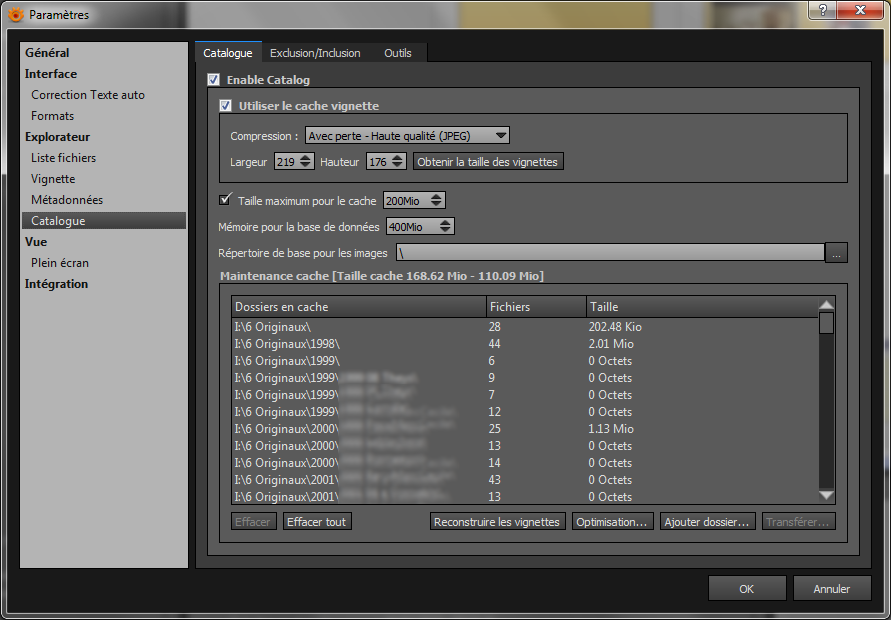 Paramètres
?
Général
Interface
Correction Texte auto
Formats
Explorateur
Liste fichiers
Vignette
Métadonnées
Catalogue
Vue
Plein écran
Intégration
Catalogue Exclusion/Inclusion Outils
Enable Catalog
Utiliser le cache vignette
Compression : Avec perte - Haute qualité (JPEG)
Largeur 219 Hauteur 176 Obtenir la taille des vignettes
Taille maximum pour le cache 200Mio
Mémoire pour la base de données 400Mio
Répertoire de base pour les images \ ...
Maintenance cache [Taille cache 168.62 Mio - 110.09 Mio]
Dossiers en cache Fichiers Taille
I:\6 Originaux\ 28 202.48 Kio
I:\6 Originaux\1998\ 44 2.01 Mio
I:\6 Originaux\1999\ 6 0 Octets
I:\6 Originaux\1999\ 9 0 Octets
I:\6 Originaux\1999\ 7 0 Octets
I:\6 Originaux\1999\ 12 0 Octets
I:\6 Originaux\2000\ 25 1.13 Mio
I:\6 Originaux\2000\ 13 0 Octets
I:\6 Originaux\2000\ 14 0 Octets
I:\6 Originaux\2001\ 43 0 Octets
I:\6 Originaux\2001\ 13 0 Octets
Effacer Effacer tout Reconstruire les vignettes Optimisation... Ajouter dossier... Transférer...
OK Annuler